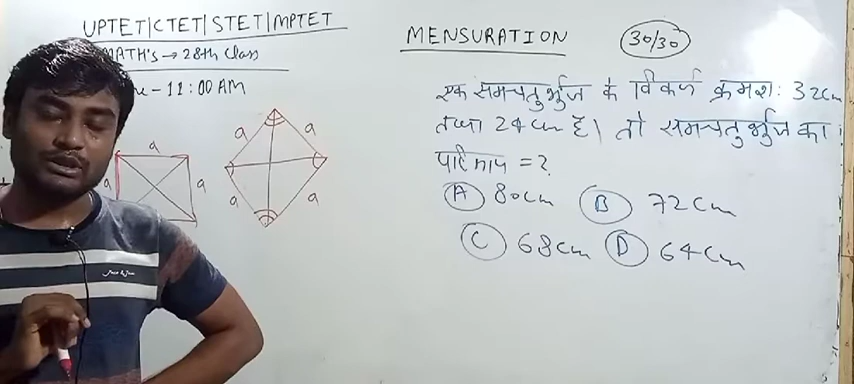 UPTET|CTET|STET|MPTET
MATH's → 28th Class
- 11:00 AM
MENSURATION
30/30
एक समचतुर्भुज के विकर्ण क्रमश: 32cm
तथा 24cm है। तो समचतुर्भुज का
परिमाप = ?
(A) 80cm (B) 72cm
(C) 68cm (D) 64cm
a
a
a
a a
a a